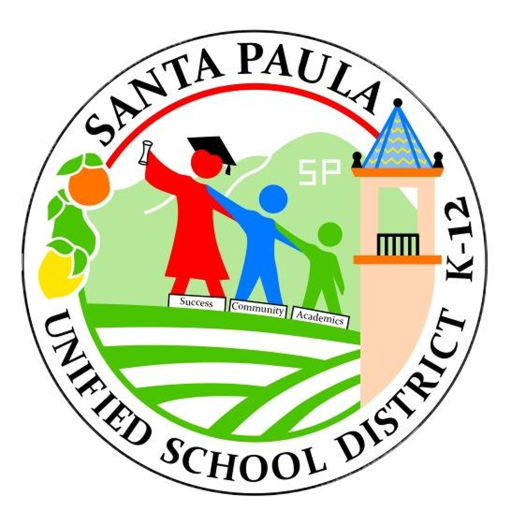 SANTA PAULA
UNIFIED SCHOOL DISTRICT K-12
SP
Success
Community
Academics